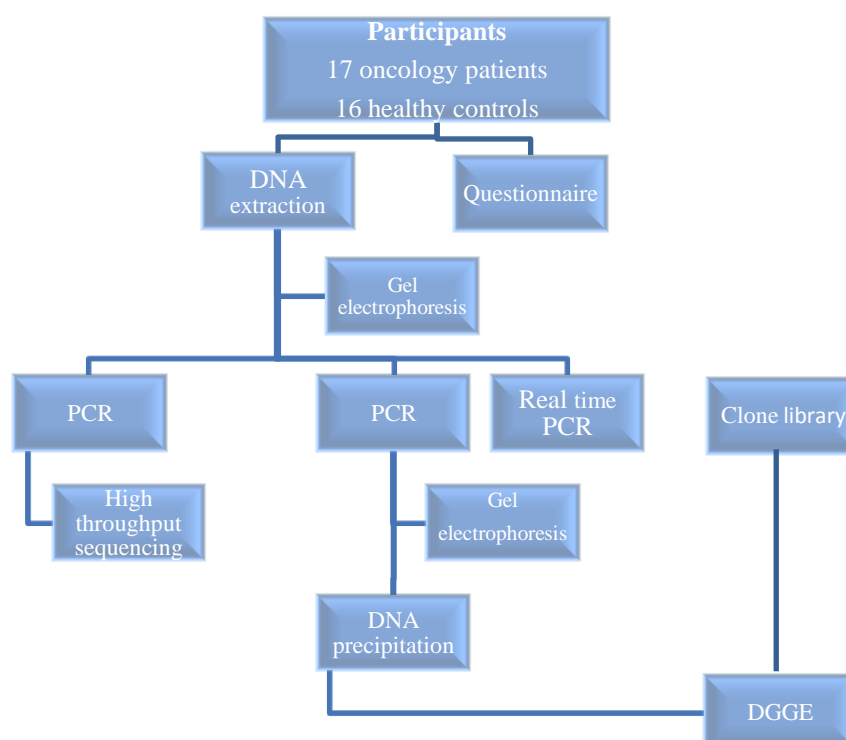 Participants
17 oncology patients
16 healthy controls
DNA
extraction
Questionnaire
Gel
electrophoresis
PCR
PCR
Real time
PCR
Clone library
High
throughput
sequencing
Gel
electrophoresis
DNA
precipitation
DGGE